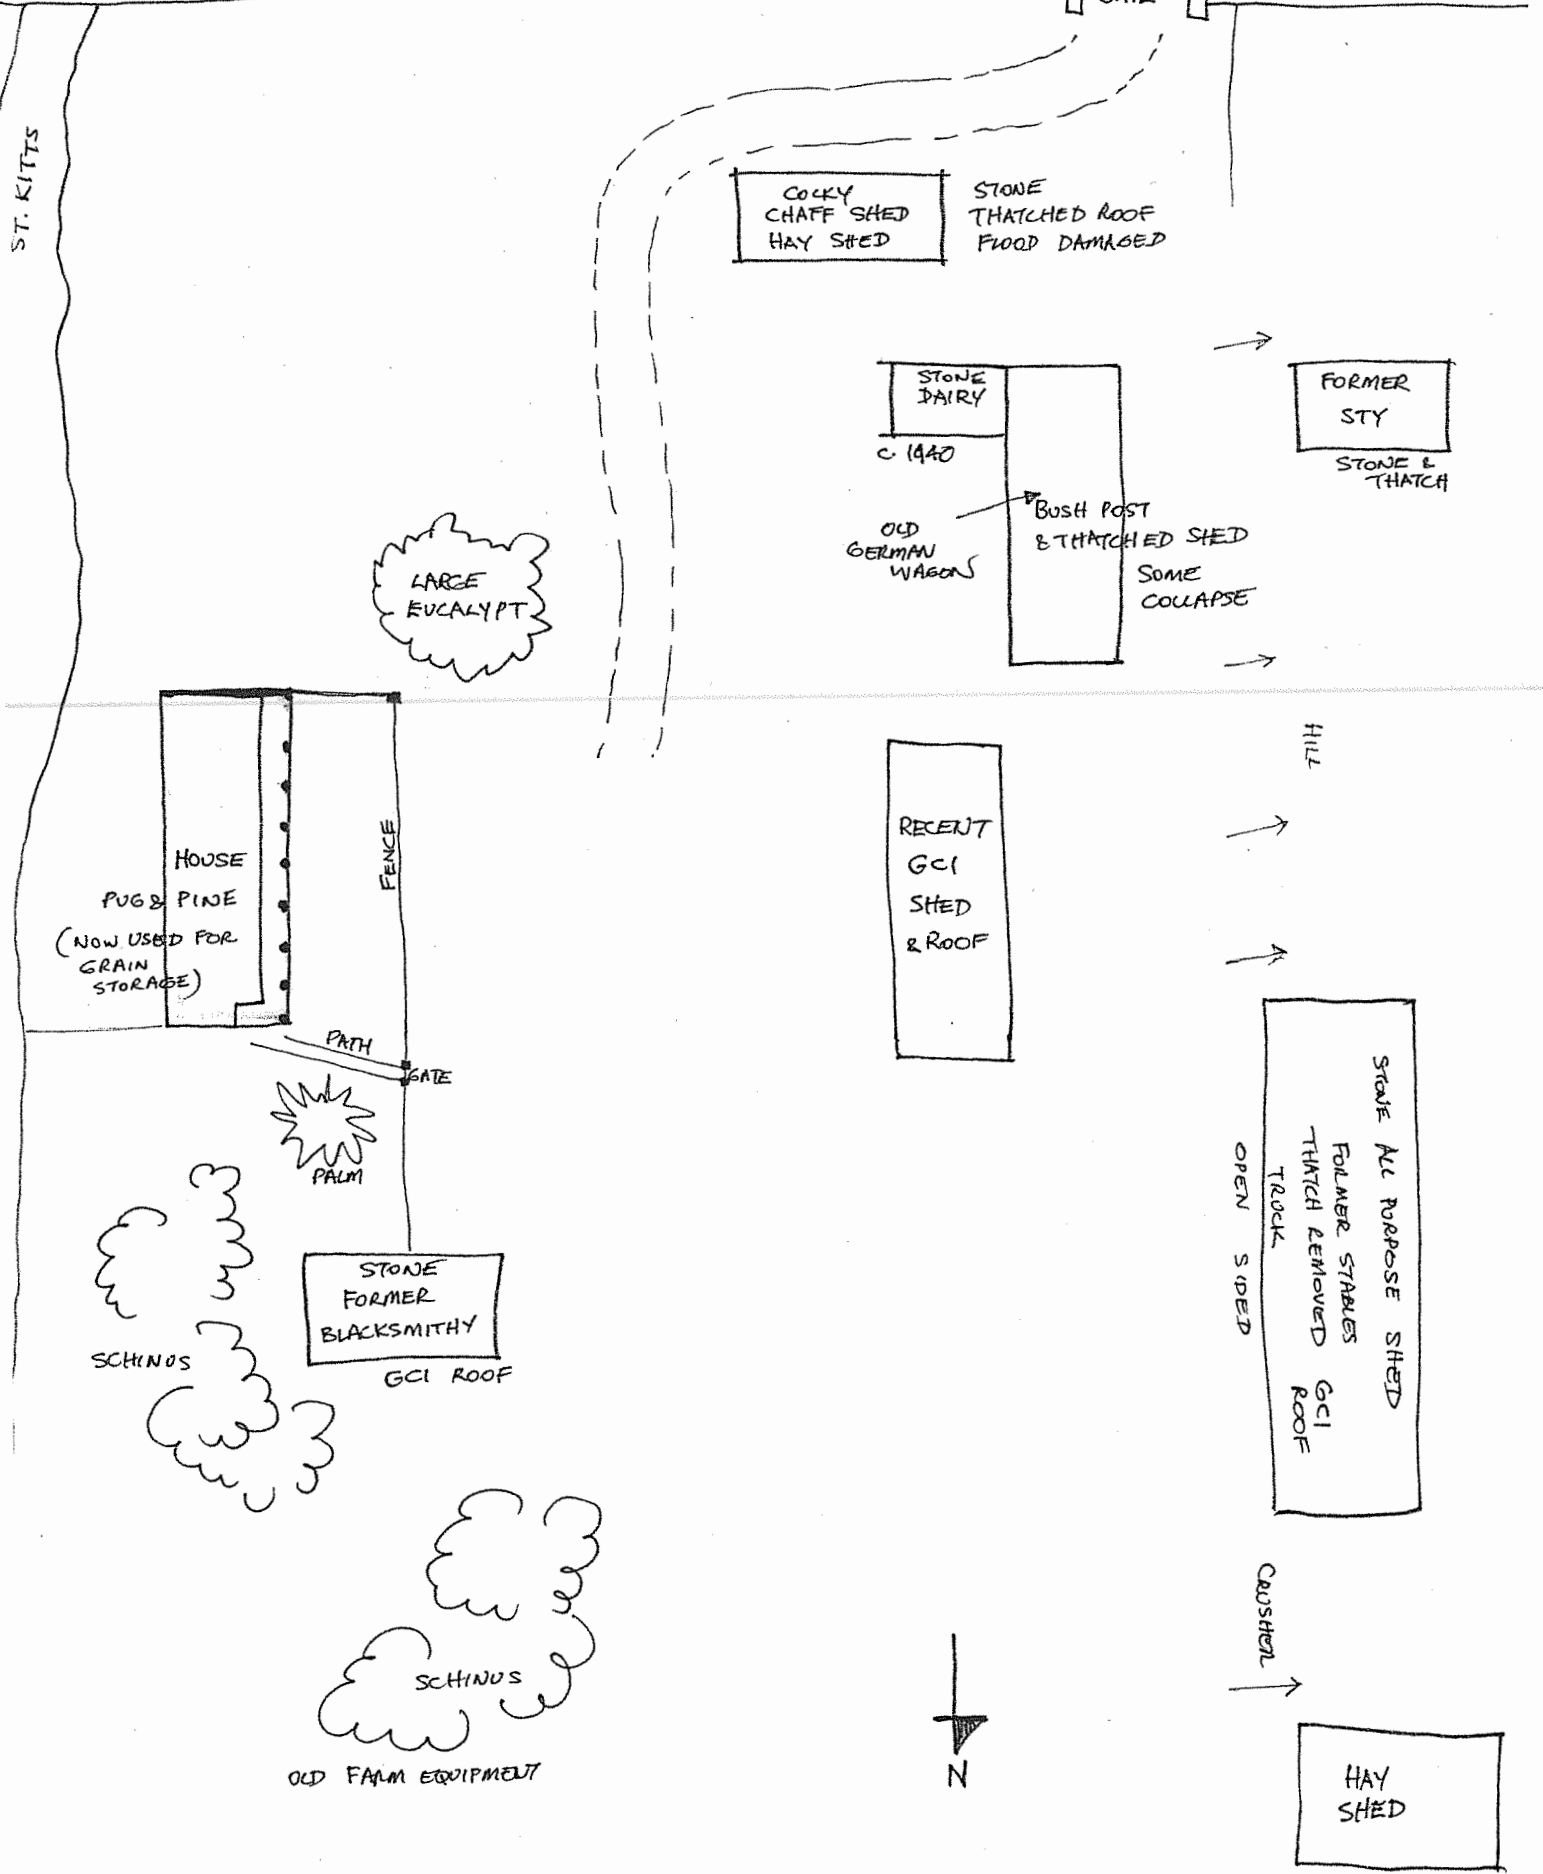 GATE
ST. KITTS
COCKY
CHAFF SHED
HAY SHED
STONE
THATCHED ROOF
FLOOD DAMAGED
STONE
DAIRY
C. 1940
FORMER
STY
STONE &
THATCH
OLD
GERMAN
WAGON
BUSH POST
& THATCHED SHED
SOME
COLLAPSE
LARGE
EUCALYPT
HILL
HOUSE
PUG & PINE
(NOW USED FOR
GRAIN
STORAGE)
FENCE
RECENT
GCI
SHED
& ROOF
PATH
GATE
PALM
STONE ALL PURPOSE SHED
FORMER STABLES
THATCH REMOVED GCI
ROOF
TRUCK
OPEN SIDED
STONE
FORMER
BLACKSMITHY
GCI ROOF
SCHINUS
SCHINUS
OLD FARM EQUIPMENT
CRUSHER
N
HAY
SHED